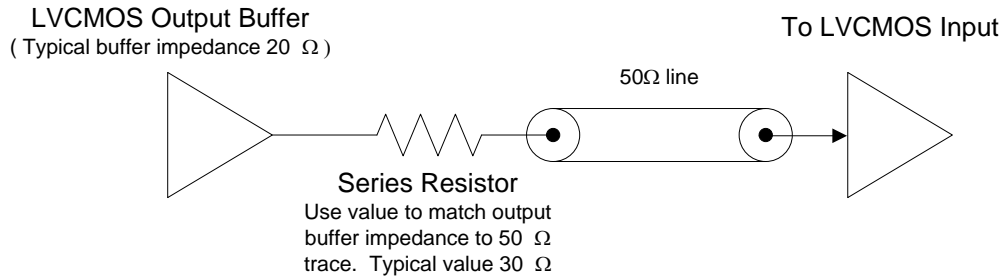 LVCMOS Output Buffer
( Typical buffer impedance 20 Ω )
To LVCMOS Input
50Ω line
Series Resistor
Use value to match output
buffer impedance to 50 Ω
trace. Typical value 30 Ω